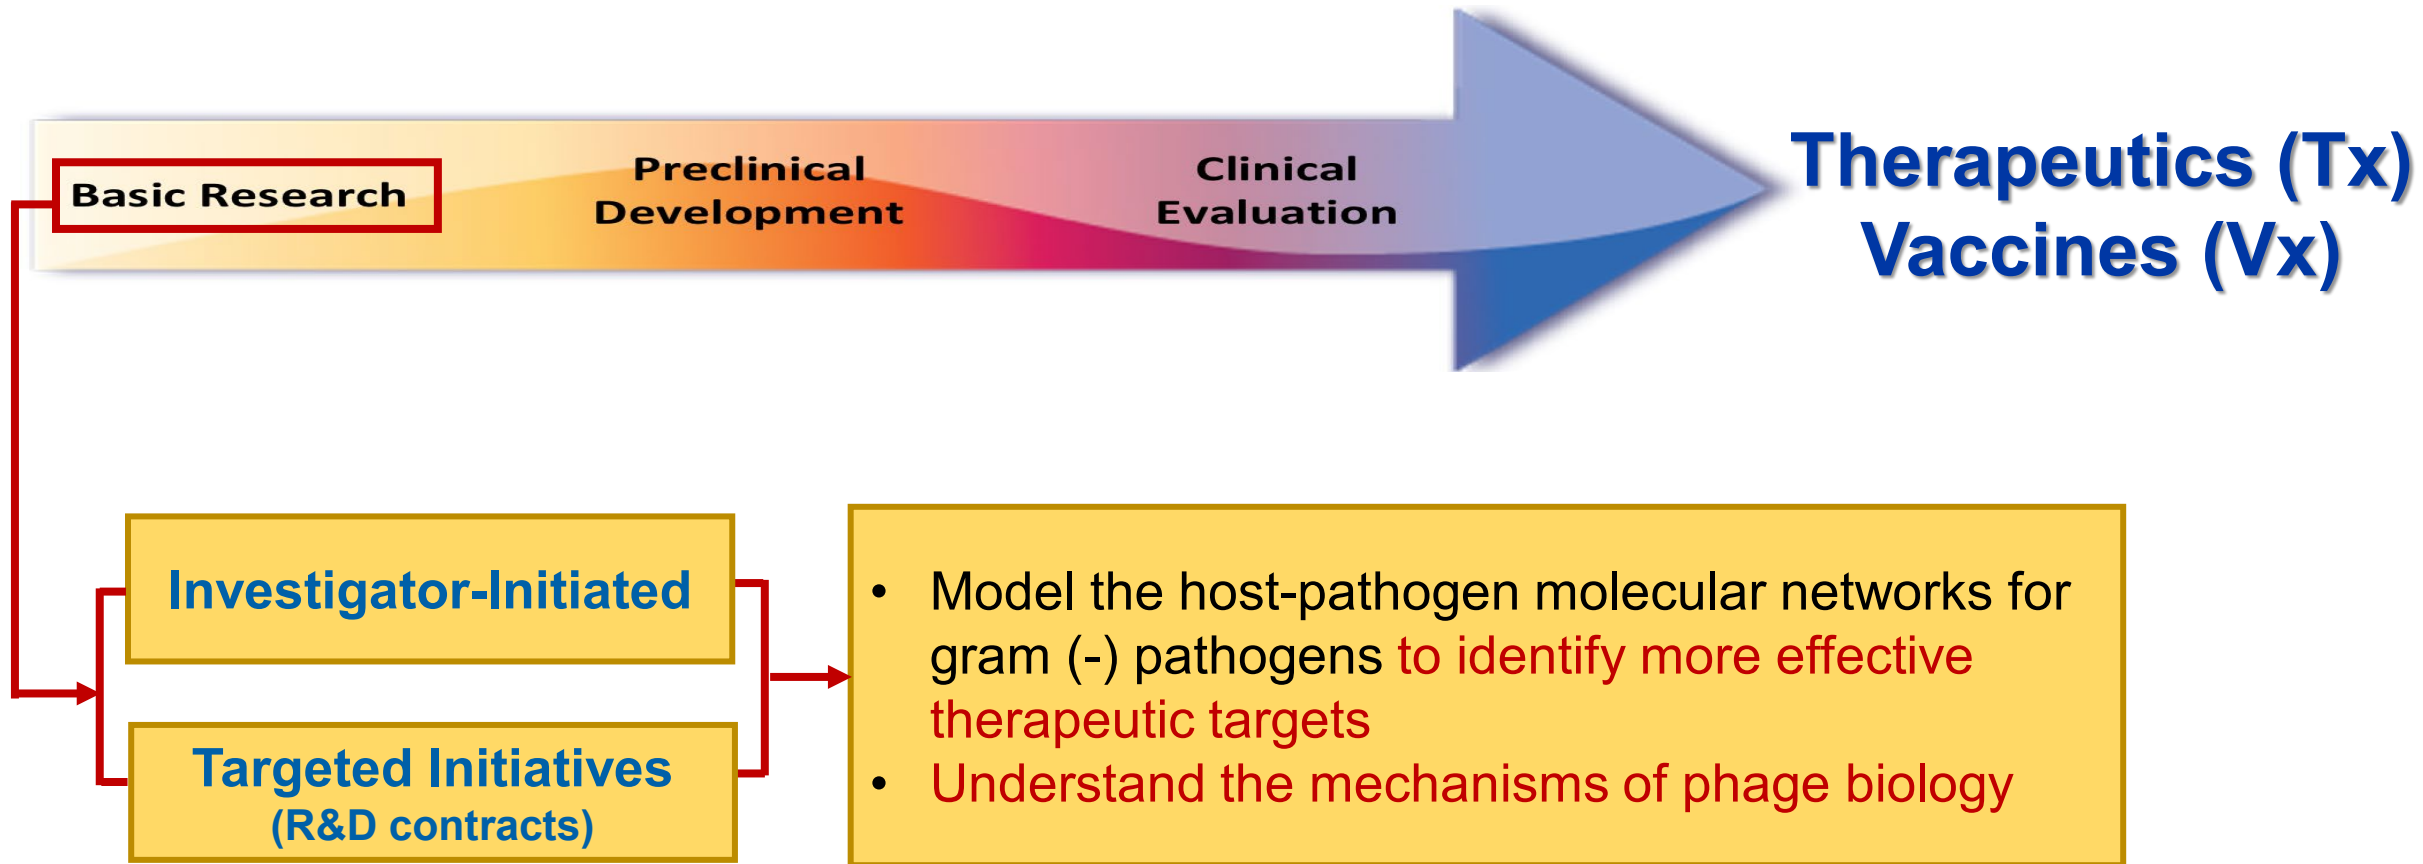 Basic Research
Preclinical
Development
Clinical
Evaluation
Therapeutics (Tx)
Vaccines (Vx)
Investigator-Initiated
Targeted Initiatives
(R&D contracts)
• Model the host-pathogen molecular networks for
gram (-) pathogens to identify more effective
therapeutic targets
• Understand the mechanisms of phage biology